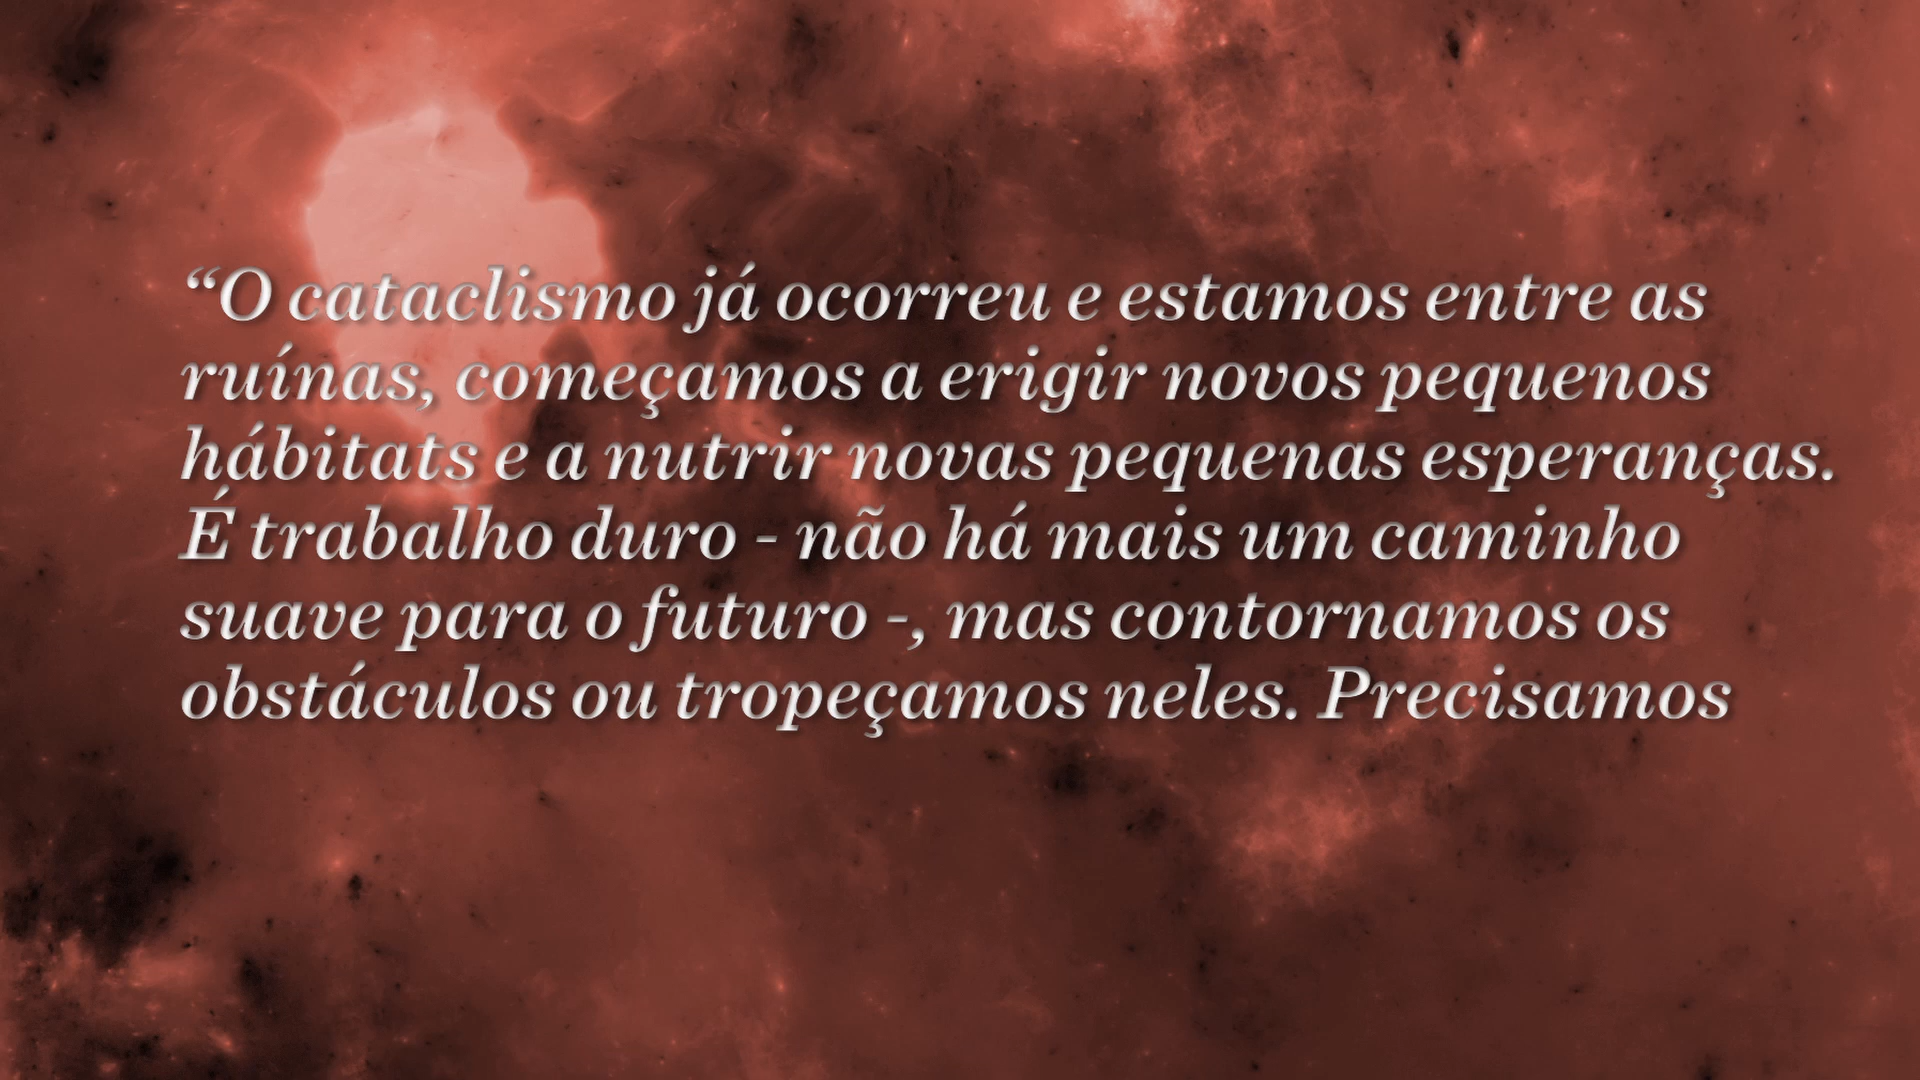 “O cataclismo já ocorreu e estamos entre as
ruínas, começamos a erigir novos pequenos
hábitats e a nutrir novas pequenas esperanças.
É trabalho duro - não há mais um caminho
suave para o futuro -, mas contornamos os
obstáculos ou tropeçamos neles. Precisamos